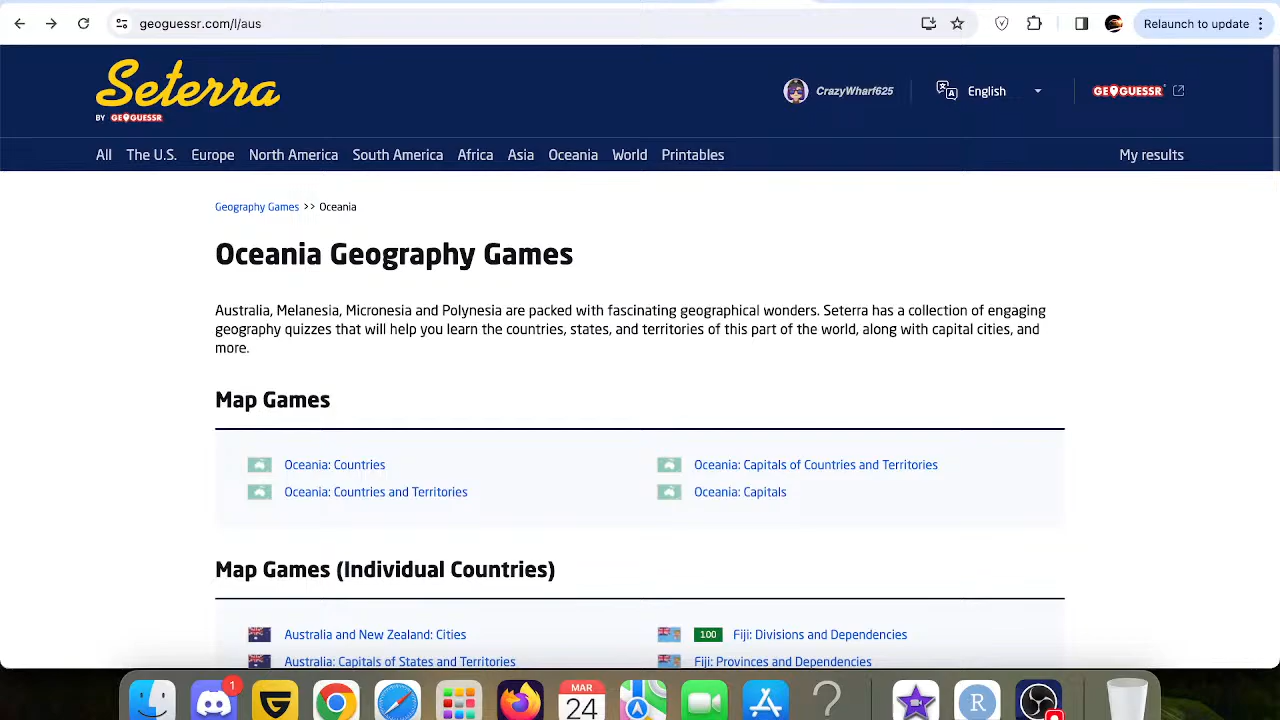 geoguessr.com/l/aus
Relaunch to update
Seterra
BY GEOGUESSR
CrazyWharf625
English
GEOGUESSR
All The U.S. Europe North America South America Africa Asia Oceania World Printables My results
Geography Games >> Oceania
Oceania Geography Games
Australia, Melanesia, Micronesia and Polynesia are packed with fascinating geographical wonders. Seterra has a collection of engaging
geography quizzes that will help you learn the countries, states, and territories of this part of the world, along with capital cities, and
more.
Map Games
Oceania: Countries
Oceania: Capitals of Countries and Territories
Oceania: Countries and Territories
Oceania: Capitals
Map Games (Individual Countries)
Australia and New Zealand: Cities
100 Fiji: Divisions and Dependencies
Australia: Capitals of States and Territories
Fiji: Provinces and Dependencies
1
MAR
24
?
R